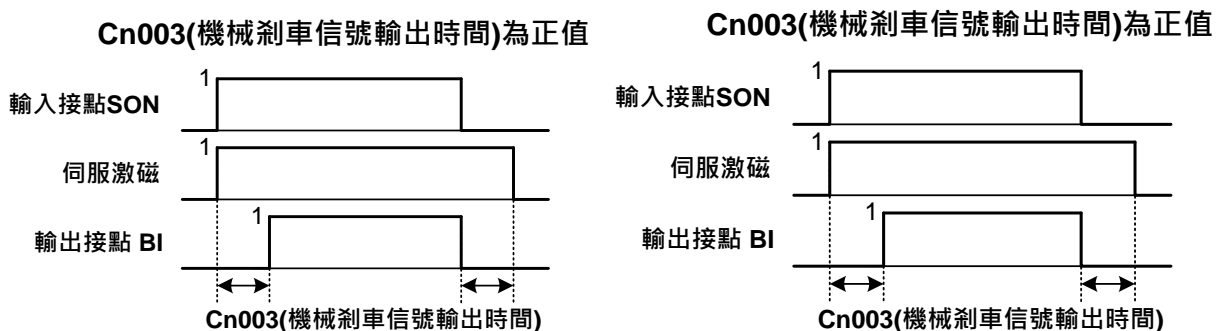 Cn003(機械剎車信號輸出時間)為正值
1
輸入接點SON
1
伺服激磁
1
輸出接點 BI
Cn003(機械剎車信號輸出時間)
Cn003(機械剎車信號輸出時間)為正值
1
輸入接點SON
1
伺服激磁
1
輸出接點 BI
Cn003(機械剎車信號輸出時間)